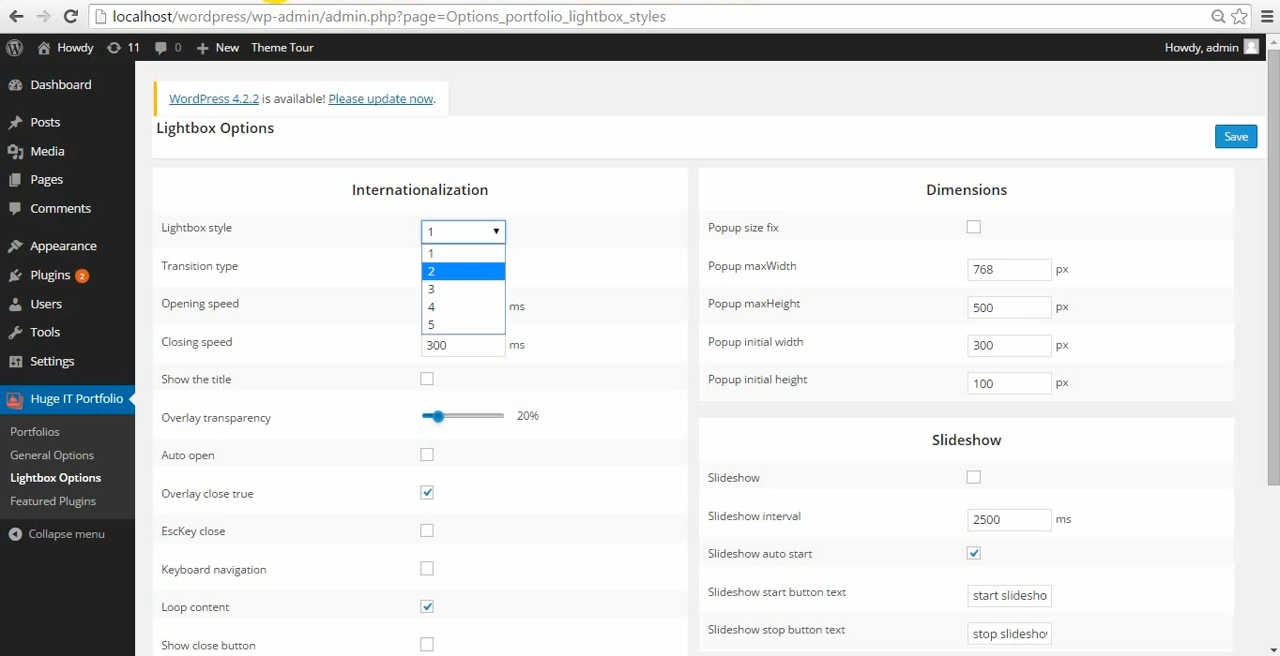 localhost/wordpress/wp-admin/admin.php?page=Options_portfolio_lightbox_styles
Howdy 11 0 New Theme Tour Howdy, admin
Dashboard
Posts
Media
Pages
Comments
Appearance
Plugins 2
Users
Tools
Settings
Huge IT Portfolio
Portfolios
General Options
Lightbox Options
Featured Plugins
Collapse menu
WordPress 4.2.2 is available! Please update now.
Lightbox Options
Save
Internationalization
Lightbox style 1
1
2
3
4
5
Transition type
Opening speed ms
Closing speed 300 ms
Show the title
Overlay transparency 20%
Auto open
Overlay close true
EscKey close
Keyboard navigation
Loop content
Show close button
Dimensions
Popup size fix
Popup maxWidth 768 px
Popup maxHeight 500 px
Popup initial width 300 px
Popup initial height 100 px
Slideshow
Slideshow
Slideshow interval 2500 ms
Slideshow auto start
Slideshow start button text start slidesho
Slideshow stop button text stop slidesho